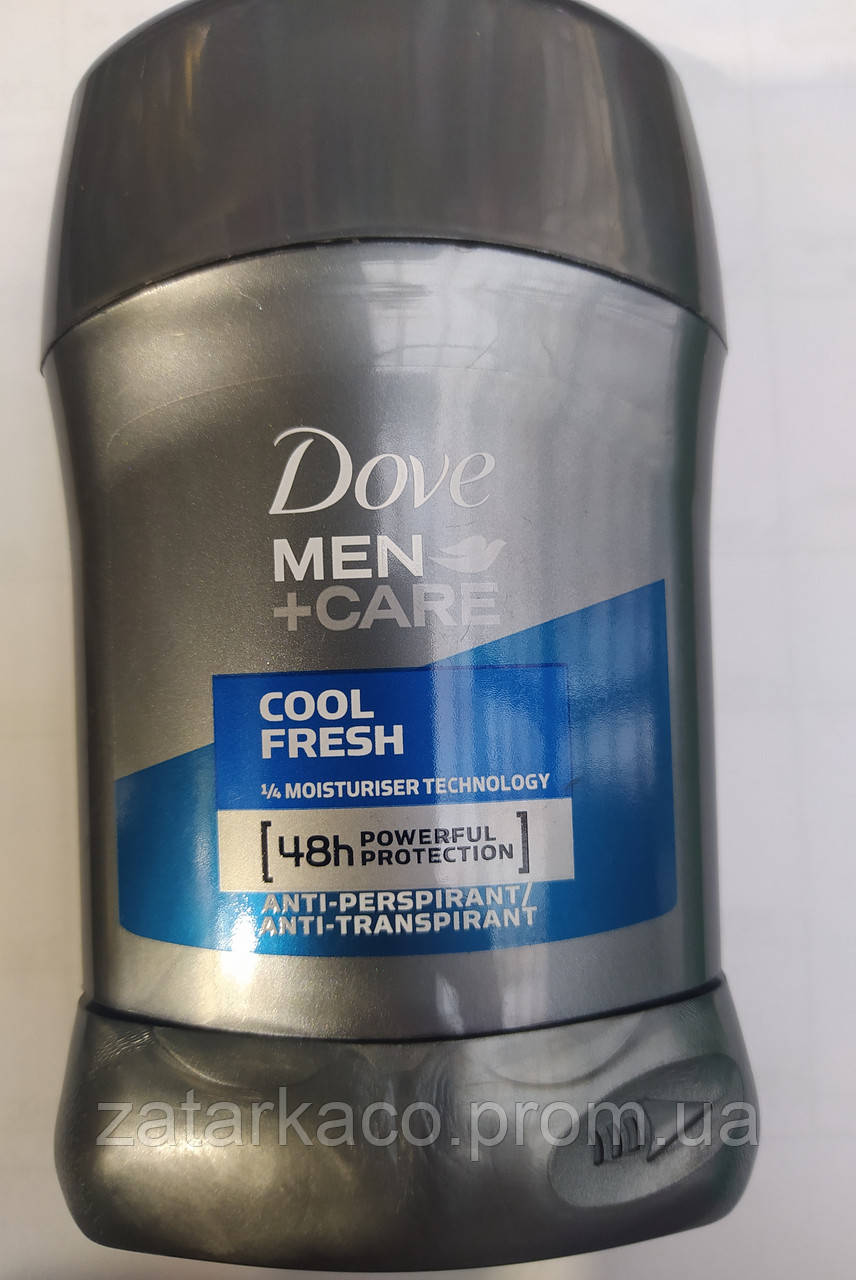 Dove
MEN
+CARE
COOL
FRESH
¼ MOISTURISER TECHNOLOGY
[48h POWERFUL
PROTECTION]
ANTI-PERSPIRANT/
ANTI-TRANSPIRANT
zatarkaco.prom.ua